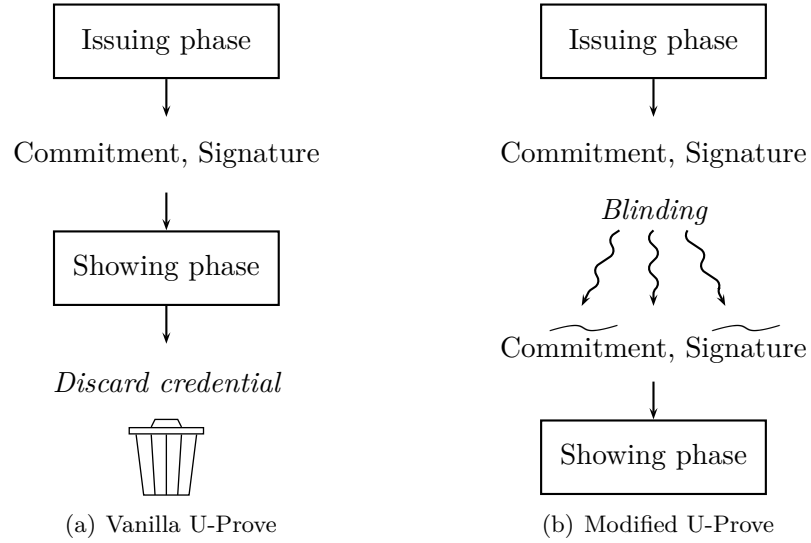 Issuing phase
Commitment, Signature
Showing phase
Discard credential
(a) Vanilla U-Prove
Issuing phase
Commitment, Signature
Blinding
Commitment, Signature
Showing phase
(b) Modified U-Prove